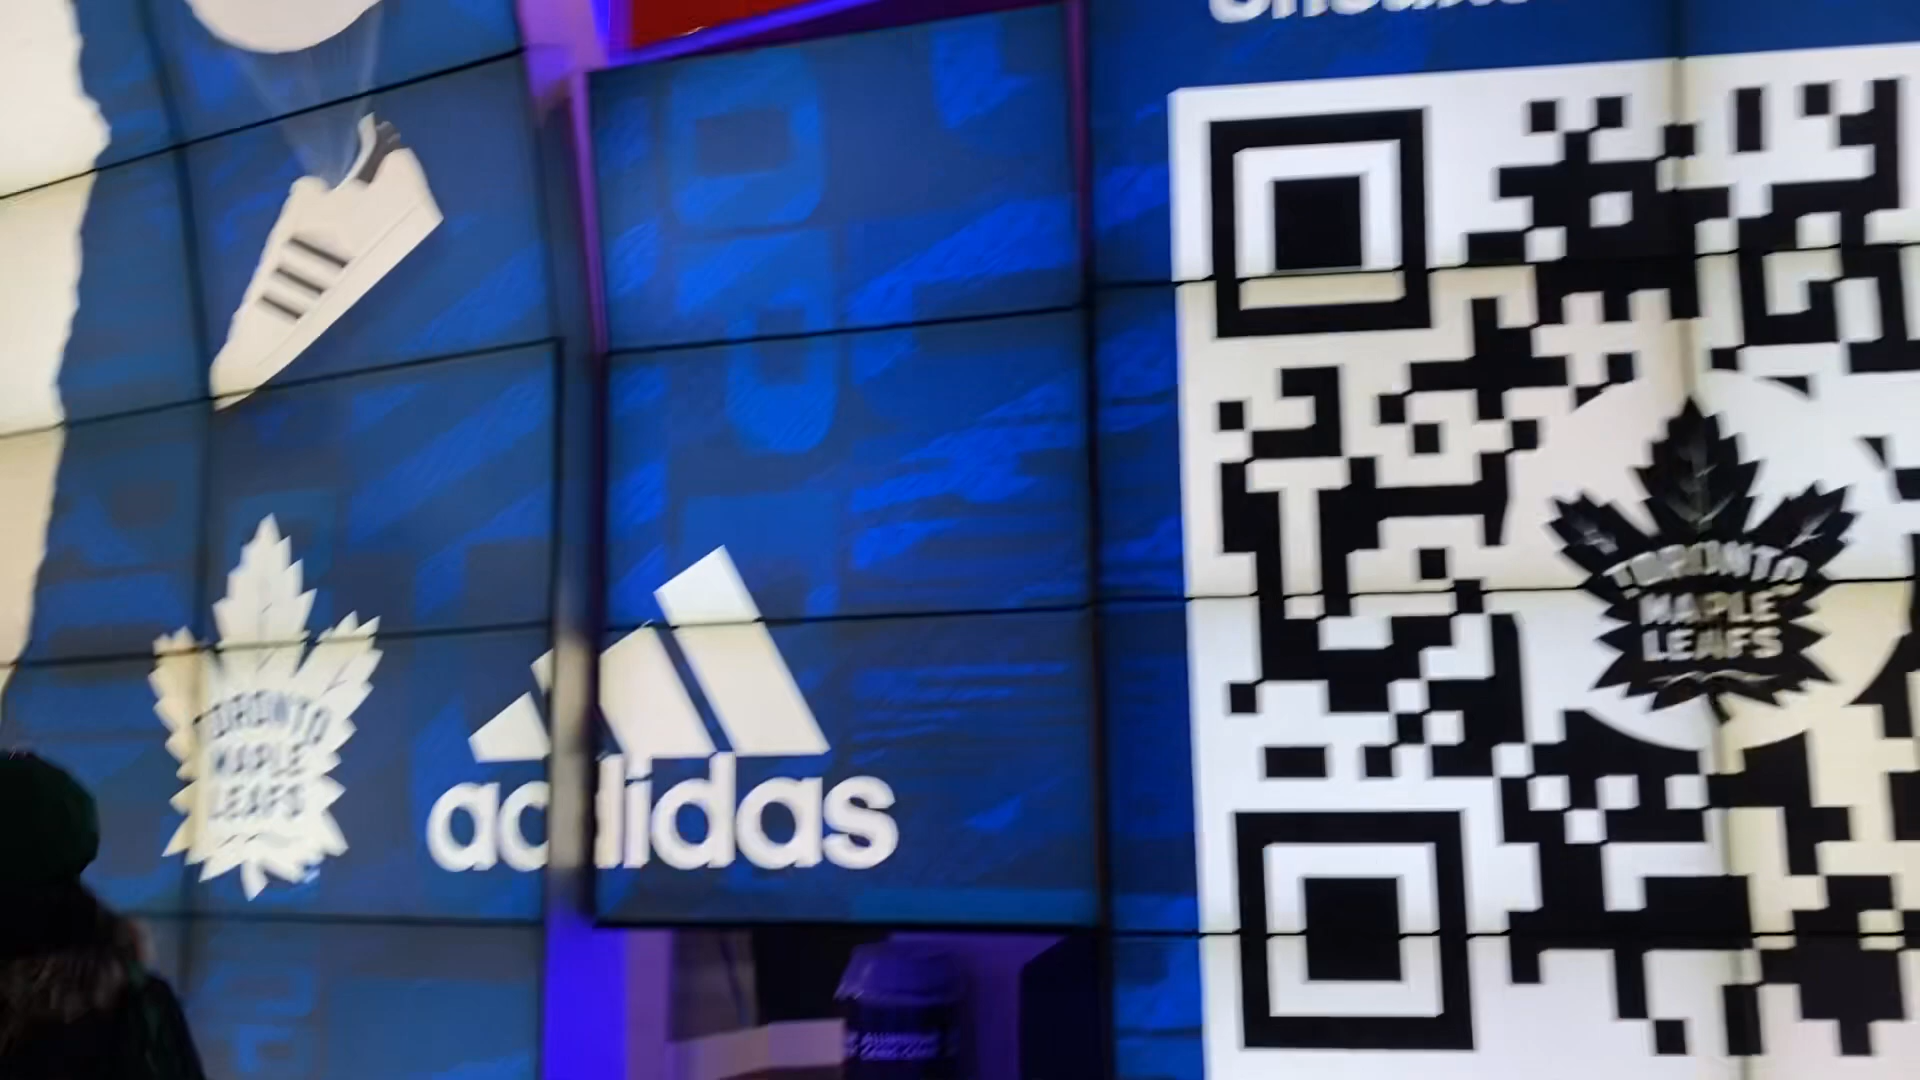 TORONTO
MAPLE
LEAFS
adidas
TORONTO
MAPLE
LEAFS